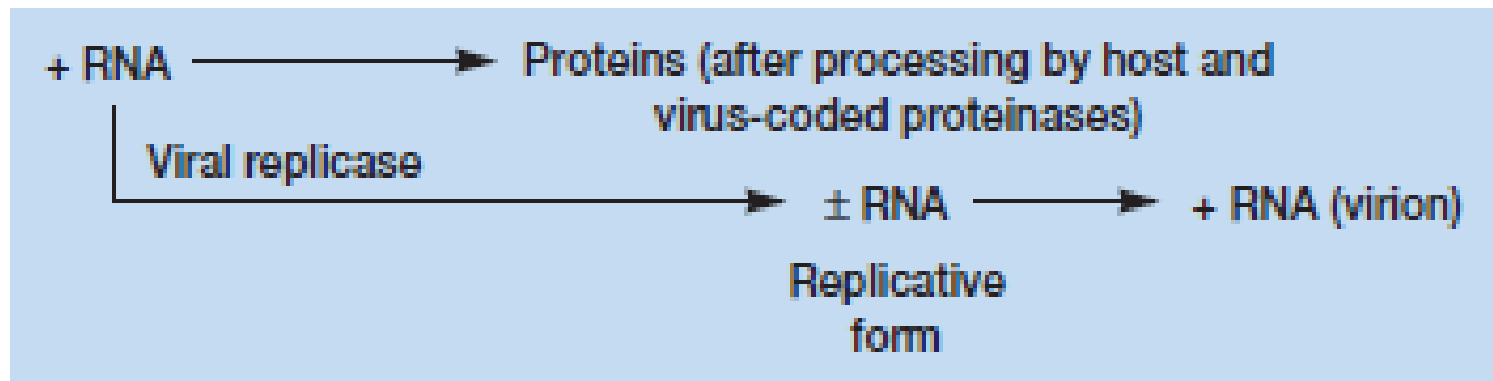 + RNA Proteins (after processing by host and
virus-coded proteinases)
Viral replicase
± RNA + RNA (virion)
Replicative
form